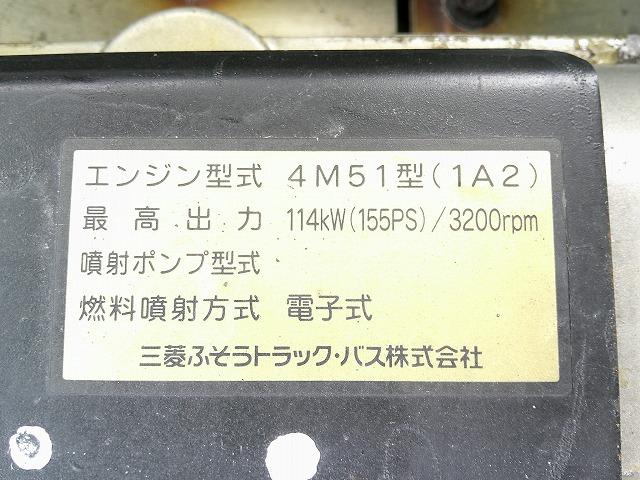 エンジン型式 4M51型(1A2)
最高出力 114kW(155PS)/3200rpm
噴射ポンプ型式
燃料噴射方式 電子式
三菱ふそうトラック・バス株式会社